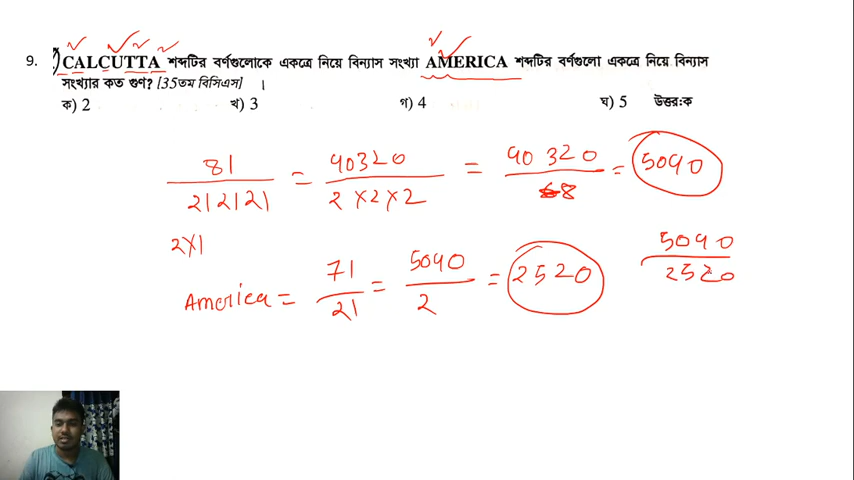 9. CALCUTTA শব্দটির বর্ণগুলোকে একত্রে নিয়ে বিন্যাস সংখ্যা AMERICA শব্দটির বর্ণগুলো একত্রে নিয়ে বিন্যাস
সংখ্যার কত গুণ? [35তম বিসিএস]
ক) 2 খ) 3 গ) 4 ঘ) 5 উত্তর:ক
8! / 2!2!2! = 40320 / 2×2×2 = 40320 / 8 = 5040
2×1
America = 7! / 2! = 5040 / 2 = 2520
5040 / 2520